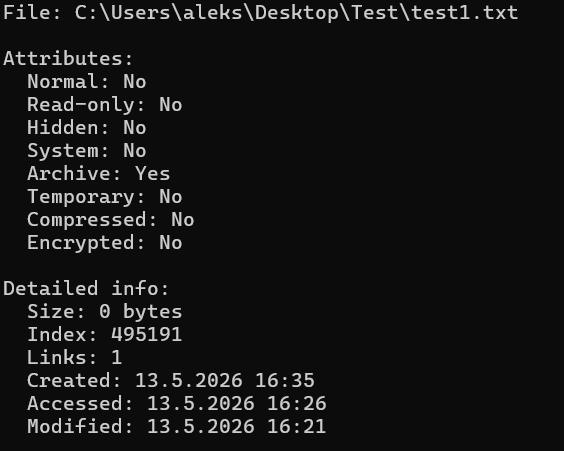 File: C:\Users\aleks\Desktop\Test\test1.txt
Attributes:
Normal: No
Read-only: No
Hidden: No
System: No
Archive: Yes
Temporary: No
Compressed: No
Encrypted: No
Detailed info:
Size: 0 bytes
Index: 495191
Links: 1
Created: 13.5.2026 16:35
Accessed: 13.5.2026 16:26
Modified: 13.5.2026 16:21